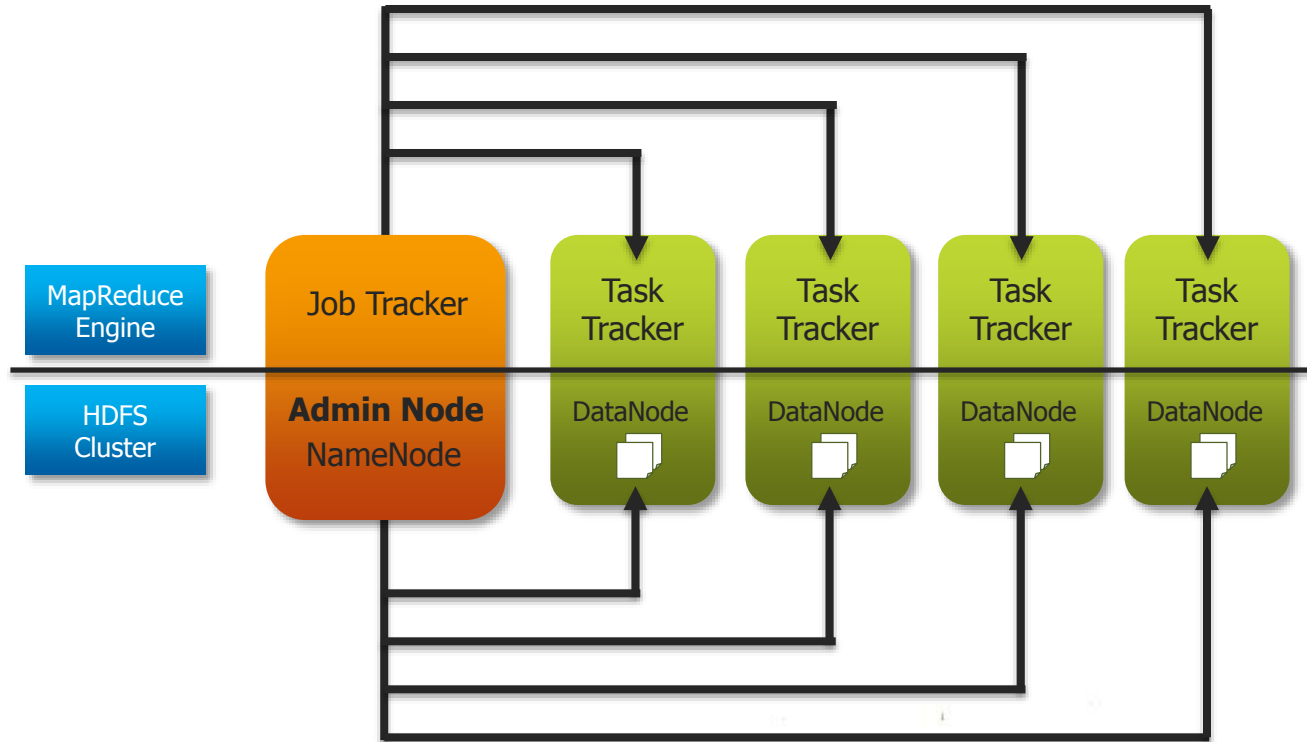 MapReduce
Engine
Job Tracker
Task
Tracker
Task
Tracker
Task
Tracker
Task
Tracker
HDFS
Cluster
Admin Node
NameNode
DataNode
DataNode
DataNode
DataNode